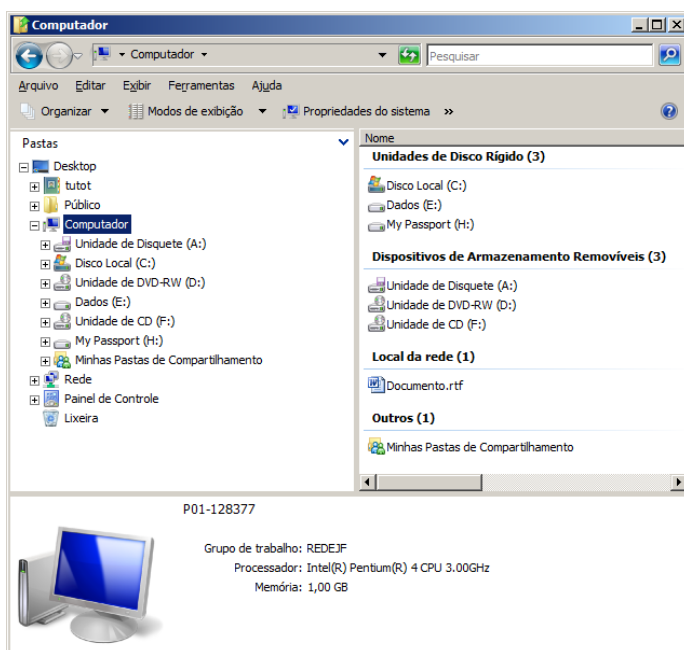 Computador
Computador
Pesquisar
Arquivo Editar Exibir Ferramentas Ajuda
Organizar Modos de exibição Propriedades do sistema »
Pastas
Desktop
tutot
Público
Computador
Unidade de Disquete (A:)
Disco Local (C:)
Unidade de DVD-RW (D:)
Dados (E:)
Unidade de CD (F:)
My Passport (H:)
Minhas Pastas de Compartilhamento
Rede
Painel de Controle
Lixeira
Nome
Unidades de Disco Rígido (3)
Disco Local (C:)
Dados (E:)
My Passport (H:)
Dispositivos de Armazenamento Removíveis (3)
Unidade de Disquete (A:)
Unidade de DVD-RW (D:)
Unidade de CD (F:)
Local da rede (1)
Documento.rtf
Outros (1)
Minhas Pastas de Compartilhamento
P01-128377
Grupo de trabalho: REDEJF
Processador: Intel(R) Pentium(R) 4 CPU 3.00GHz
Memória: 1,00 GB